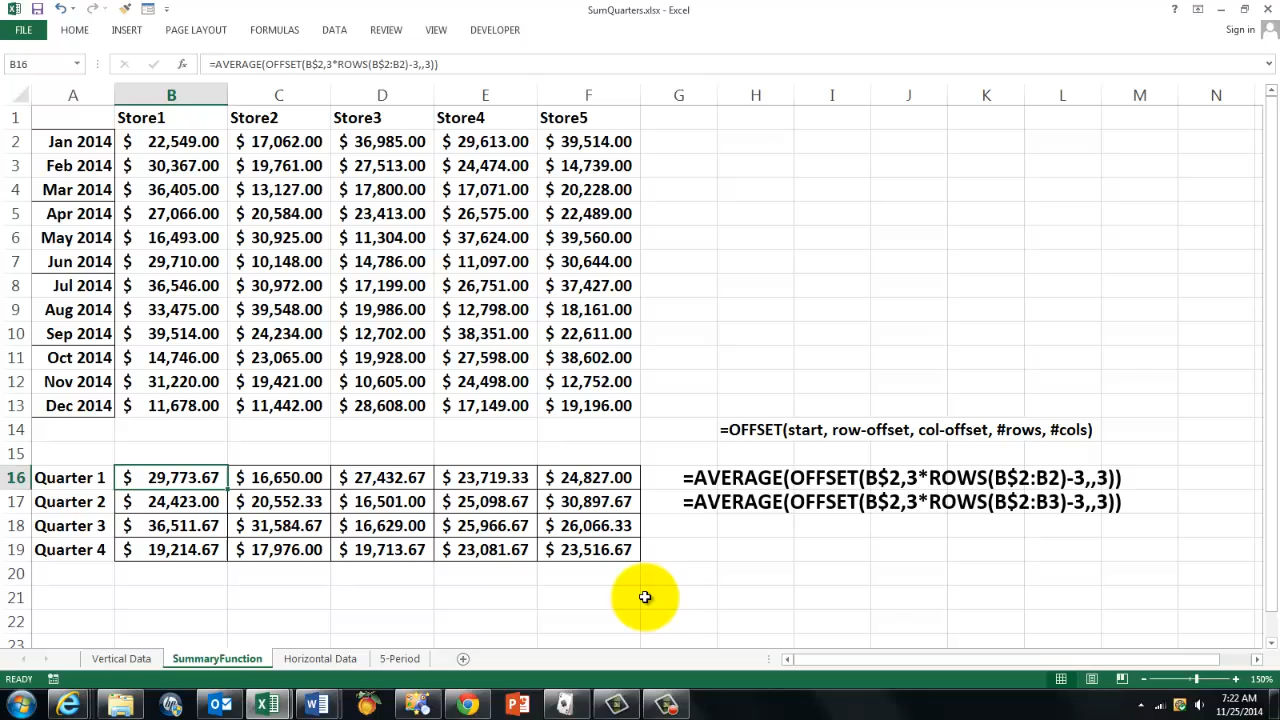 SumQuarters.xlsx - Excel
? 
FILE HOME INSERT PAGE LAYOUT FORMULAS DATA REVIEW VIEW DEVELOPER Sign in
B16 fx =AVERAGE(OFFSET(B$2,3*ROWS(B$2:B2)-3,,3))
A B C D E F G H I J K L M N
1 Store1 Store2 Store3 Store4 Store5
2 Jan 2014 $ 22,549.00 $ 17,062.00 $ 36,985.00 $ 29,613.00 $ 39,514.00
3 Feb 2014 $ 30,367.00 $ 19,761.00 $ 27,513.00 $ 24,474.00 $ 14,739.00
4 Mar 2014 $ 36,405.00 $ 13,127.00 $ 17,800.00 $ 17,071.00 $ 20,228.00
5 Apr 2014 $ 27,066.00 $ 20,584.00 $ 23,413.00 $ 26,575.00 $ 22,489.00
6 May 2014 $ 16,493.00 $ 30,925.00 $ 11,304.00 $ 37,624.00 $ 39,560.00
7 Jun 2014 $ 29,710.00 $ 10,148.00 $ 14,786.00 $ 11,097.00 $ 30,644.00
8 Jul 2014 $ 36,546.00 $ 30,972.00 $ 17,199.00 $ 26,751.00 $ 37,427.00
9 Aug 2014 $ 33,475.00 $ 39,548.00 $ 19,986.00 $ 12,798.00 $ 18,161.00
10 Sep 2014 $ 39,514.00 $ 24,234.00 $ 12,702.00 $ 38,351.00 $ 22,611.00
11 Oct 2014 $ 14,746.00 $ 23,065.00 $ 19,928.00 $ 27,598.00 $ 38,602.00
12 Nov 2014 $ 31,220.00 $ 19,421.00 $ 10,605.00 $ 24,498.00 $ 12,752.00
13 Dec 2014 $ 11,678.00 $ 11,442.00 $ 28,608.00 $ 17,149.00 $ 19,196.00
14 =OFFSET(start, row-offset, col-offset, #rows, #cols)
15
16 Quarter 1 $ 29,773.67 $ 16,650.00 $ 27,432.67 $ 23,719.33 $ 24,827.00 =AVERAGE(OFFSET(B$2,3*ROWS(B$2:B2)-3,,3))
17 Quarter 2 $ 24,423.00 $ 20,552.33 $ 16,501.00 $ 25,098.67 $ 30,897.67 =AVERAGE(OFFSET(B$2,3*ROWS(B$2:B3)-3,,3))
18 Quarter 3 $ 36,511.67 $ 31,584.67 $ 16,629.00 $ 25,966.67 $ 26,066.33
19 Quarter 4 $ 19,214.67 $ 17,976.00 $ 19,713.67 $ 23,081.67 $ 23,516.67
20
21
22
23
Vertical Data SummaryFunction Horizontal Data 5-Period
READY 150%
7:22 AM
11/25/2014